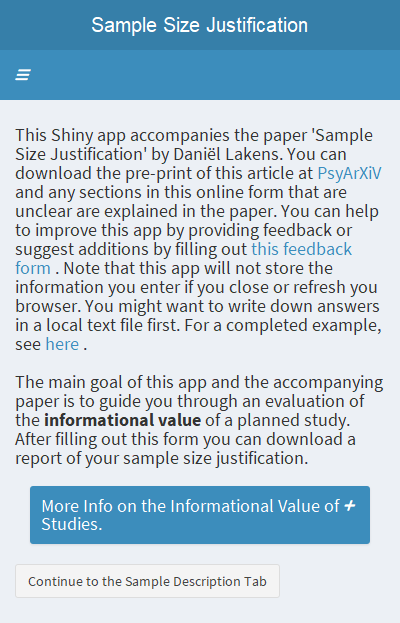 Sample Size Justification
This Shiny app accompanies the paper 'Sample
Size Justification' by Daniël Lakens. You can
download the pre-print of this article at PsyArXiV
and any sections in this online form that are
unclear are explained in the paper. You can help
to improve this app by providing feedback or
suggest additions by filling out this feedback
form . Note that this app will not store the
information you enter if you close or refresh you
browser. You might want to write down answers
in a local text file first. For a completed example,
see here .
The main goal of this app and the accompanying
paper is to guide you through an evaluation of
the informational value of a planned study.
After filling out this form you can download a
report of your sample size justification.
More Info on the Informational Value of
Studies.
Continue to the Sample Description Tab